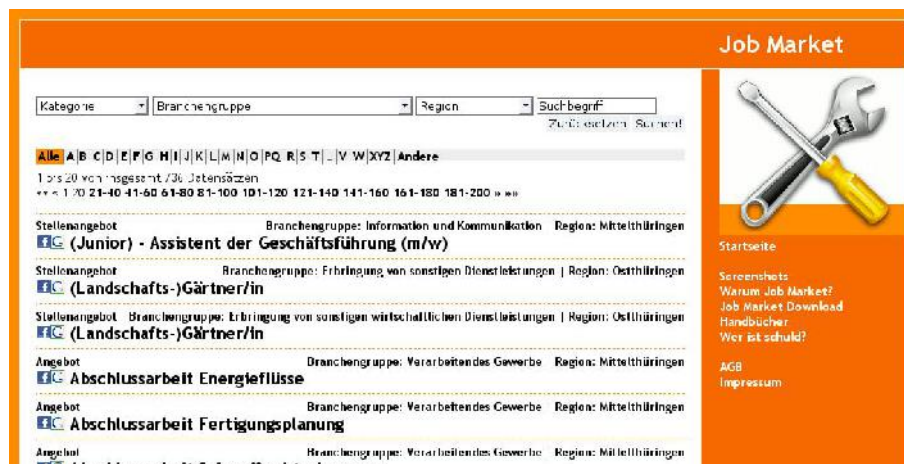 Job Market
Kategorie Branchengruppe Region Suchbegriff
Zurücksetzen Suchen!
Alle A|B|C|D|E|F|G|H|I|J|K|L|M|N|O|PQ|R|S|T|V|W|XYZ|Andere
1 bis 20 von insgesamt 736 Datensätzen
«« « 1-20 21-40 41-60 61-80 81-100 101-120 121-140 141-160 161-180 181-200 » »»
Stellenangebot Branchengruppe: Information und Kommunikation Region: Mittelthüringen
(Junior) - Assistent der Geschäftsführung (m/w)
Stellenangebot Branchengruppe: Erbringung von sonstigen Dienstleistungen | Region: Ostthüringen
(Landschafts-)Gärtner/in
Stellenangebot Branchengruppe: Erbringung von sonstigen wirtschaftlichen Dienstleistungen | Region: Ostthüringen
(Landschafts-)Gärtner/in
Angebot Branchengruppe: Verarbeitendes Gewerbe Region: Mittelthüringen
Abschlussarbeit Energieflüsse
Angebot Branchengruppe: Verarbeitendes Gewerbe Region: Mittelthüringen
Abschlussarbeit Fertigungsplanung
Angebot Branchengruppe: Verarbeitendes Gewerbe Region: Mittelthüringen
Startseite
Screenshots
Warum Job Market?
Job Market Download
Handbücher
Wer ist schuld?
AGB
Impressum